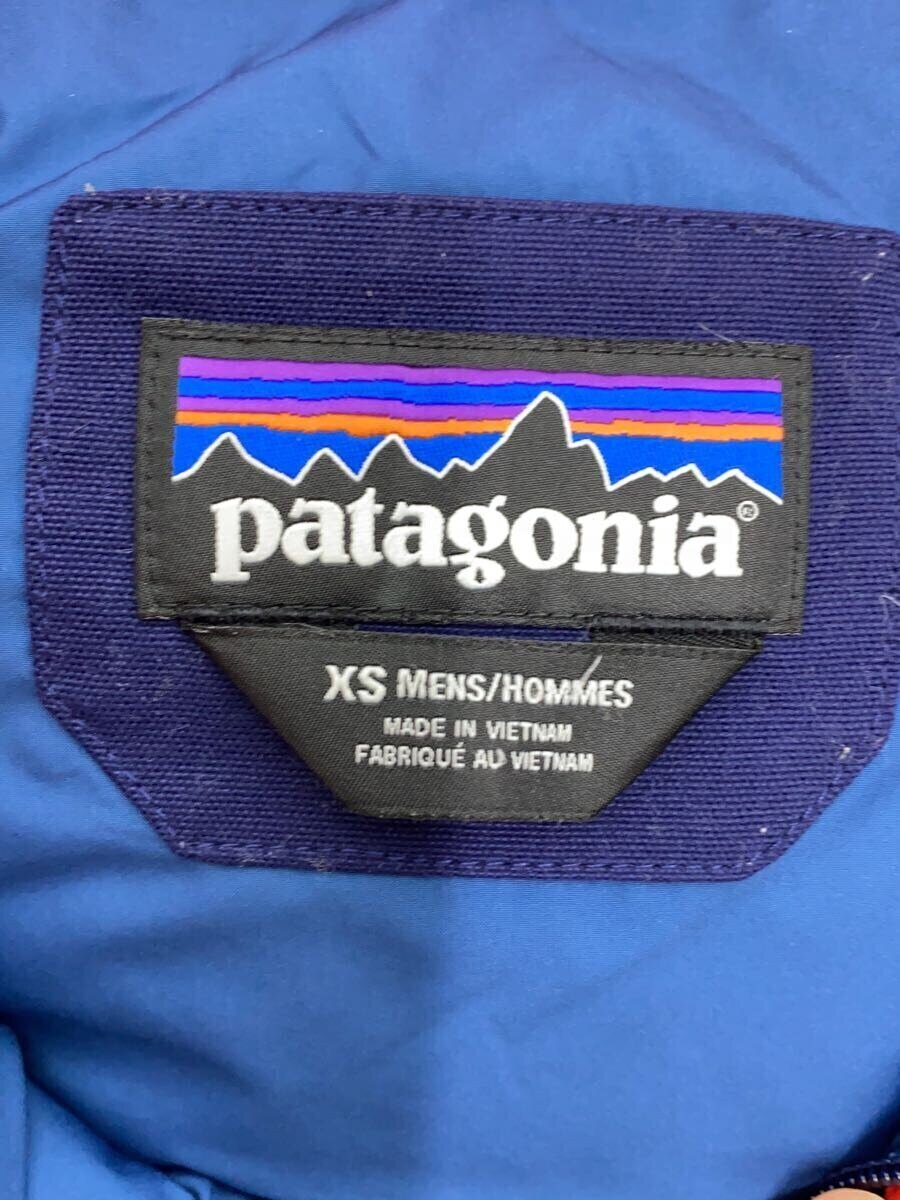 patagonia®
XS MENS/HOMMES
MADE IN VIETNAM
FABRIQUÉ AU VIETNAM